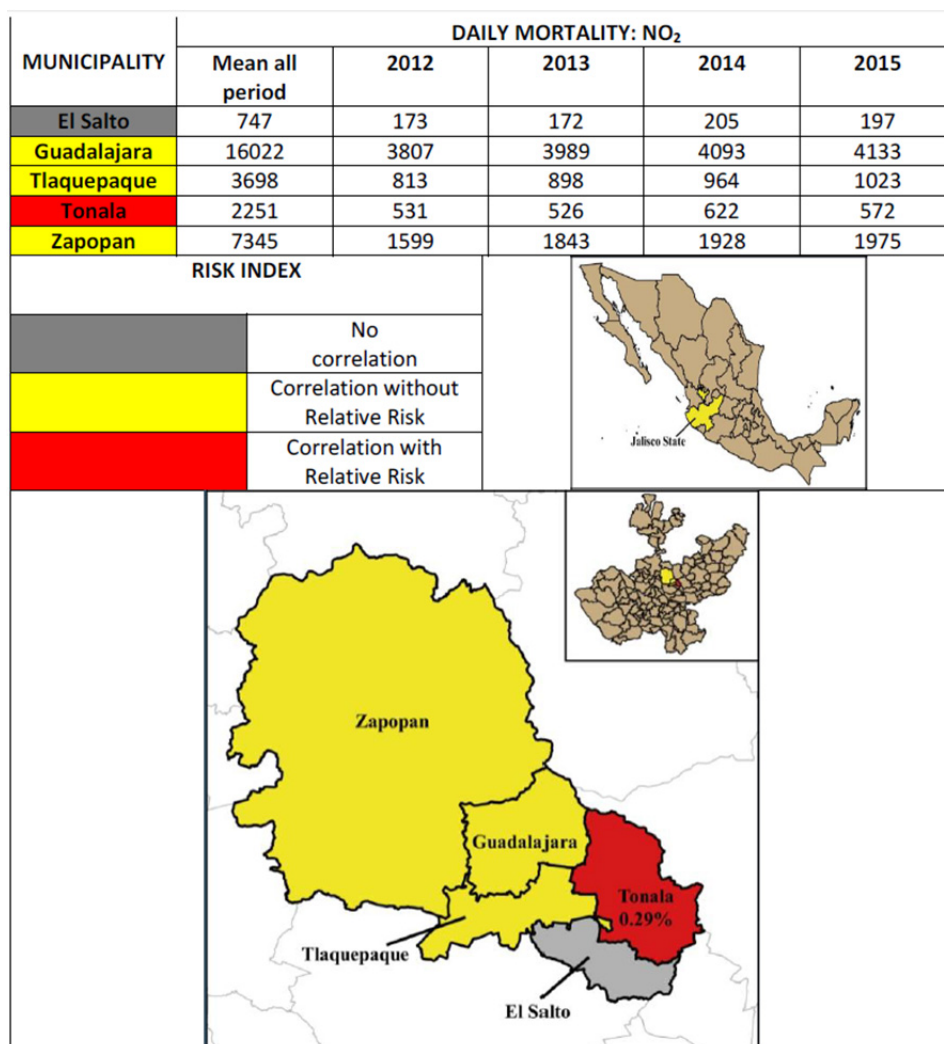 DAILY MORTALITY: NO₂
MUNICIPALITY
Mean all
period
2012
2013
2014
2015
El Salto 747 173 172 205 197
Guadalajara 16022 3807 3989 4093 4133
Tlaquepaque 3698 813 898 964 1023
Tonala 2251 531 526 622 572
Zapopan 7345 1599 1843 1928 1975
RISK INDEX
No
correlation
Correlation without
Relative Risk
Correlation with
Relative Risk
Jalisco State
Zapopan
Guadalajara
Tonala
0.29%
Tlaquepaque
El Salto